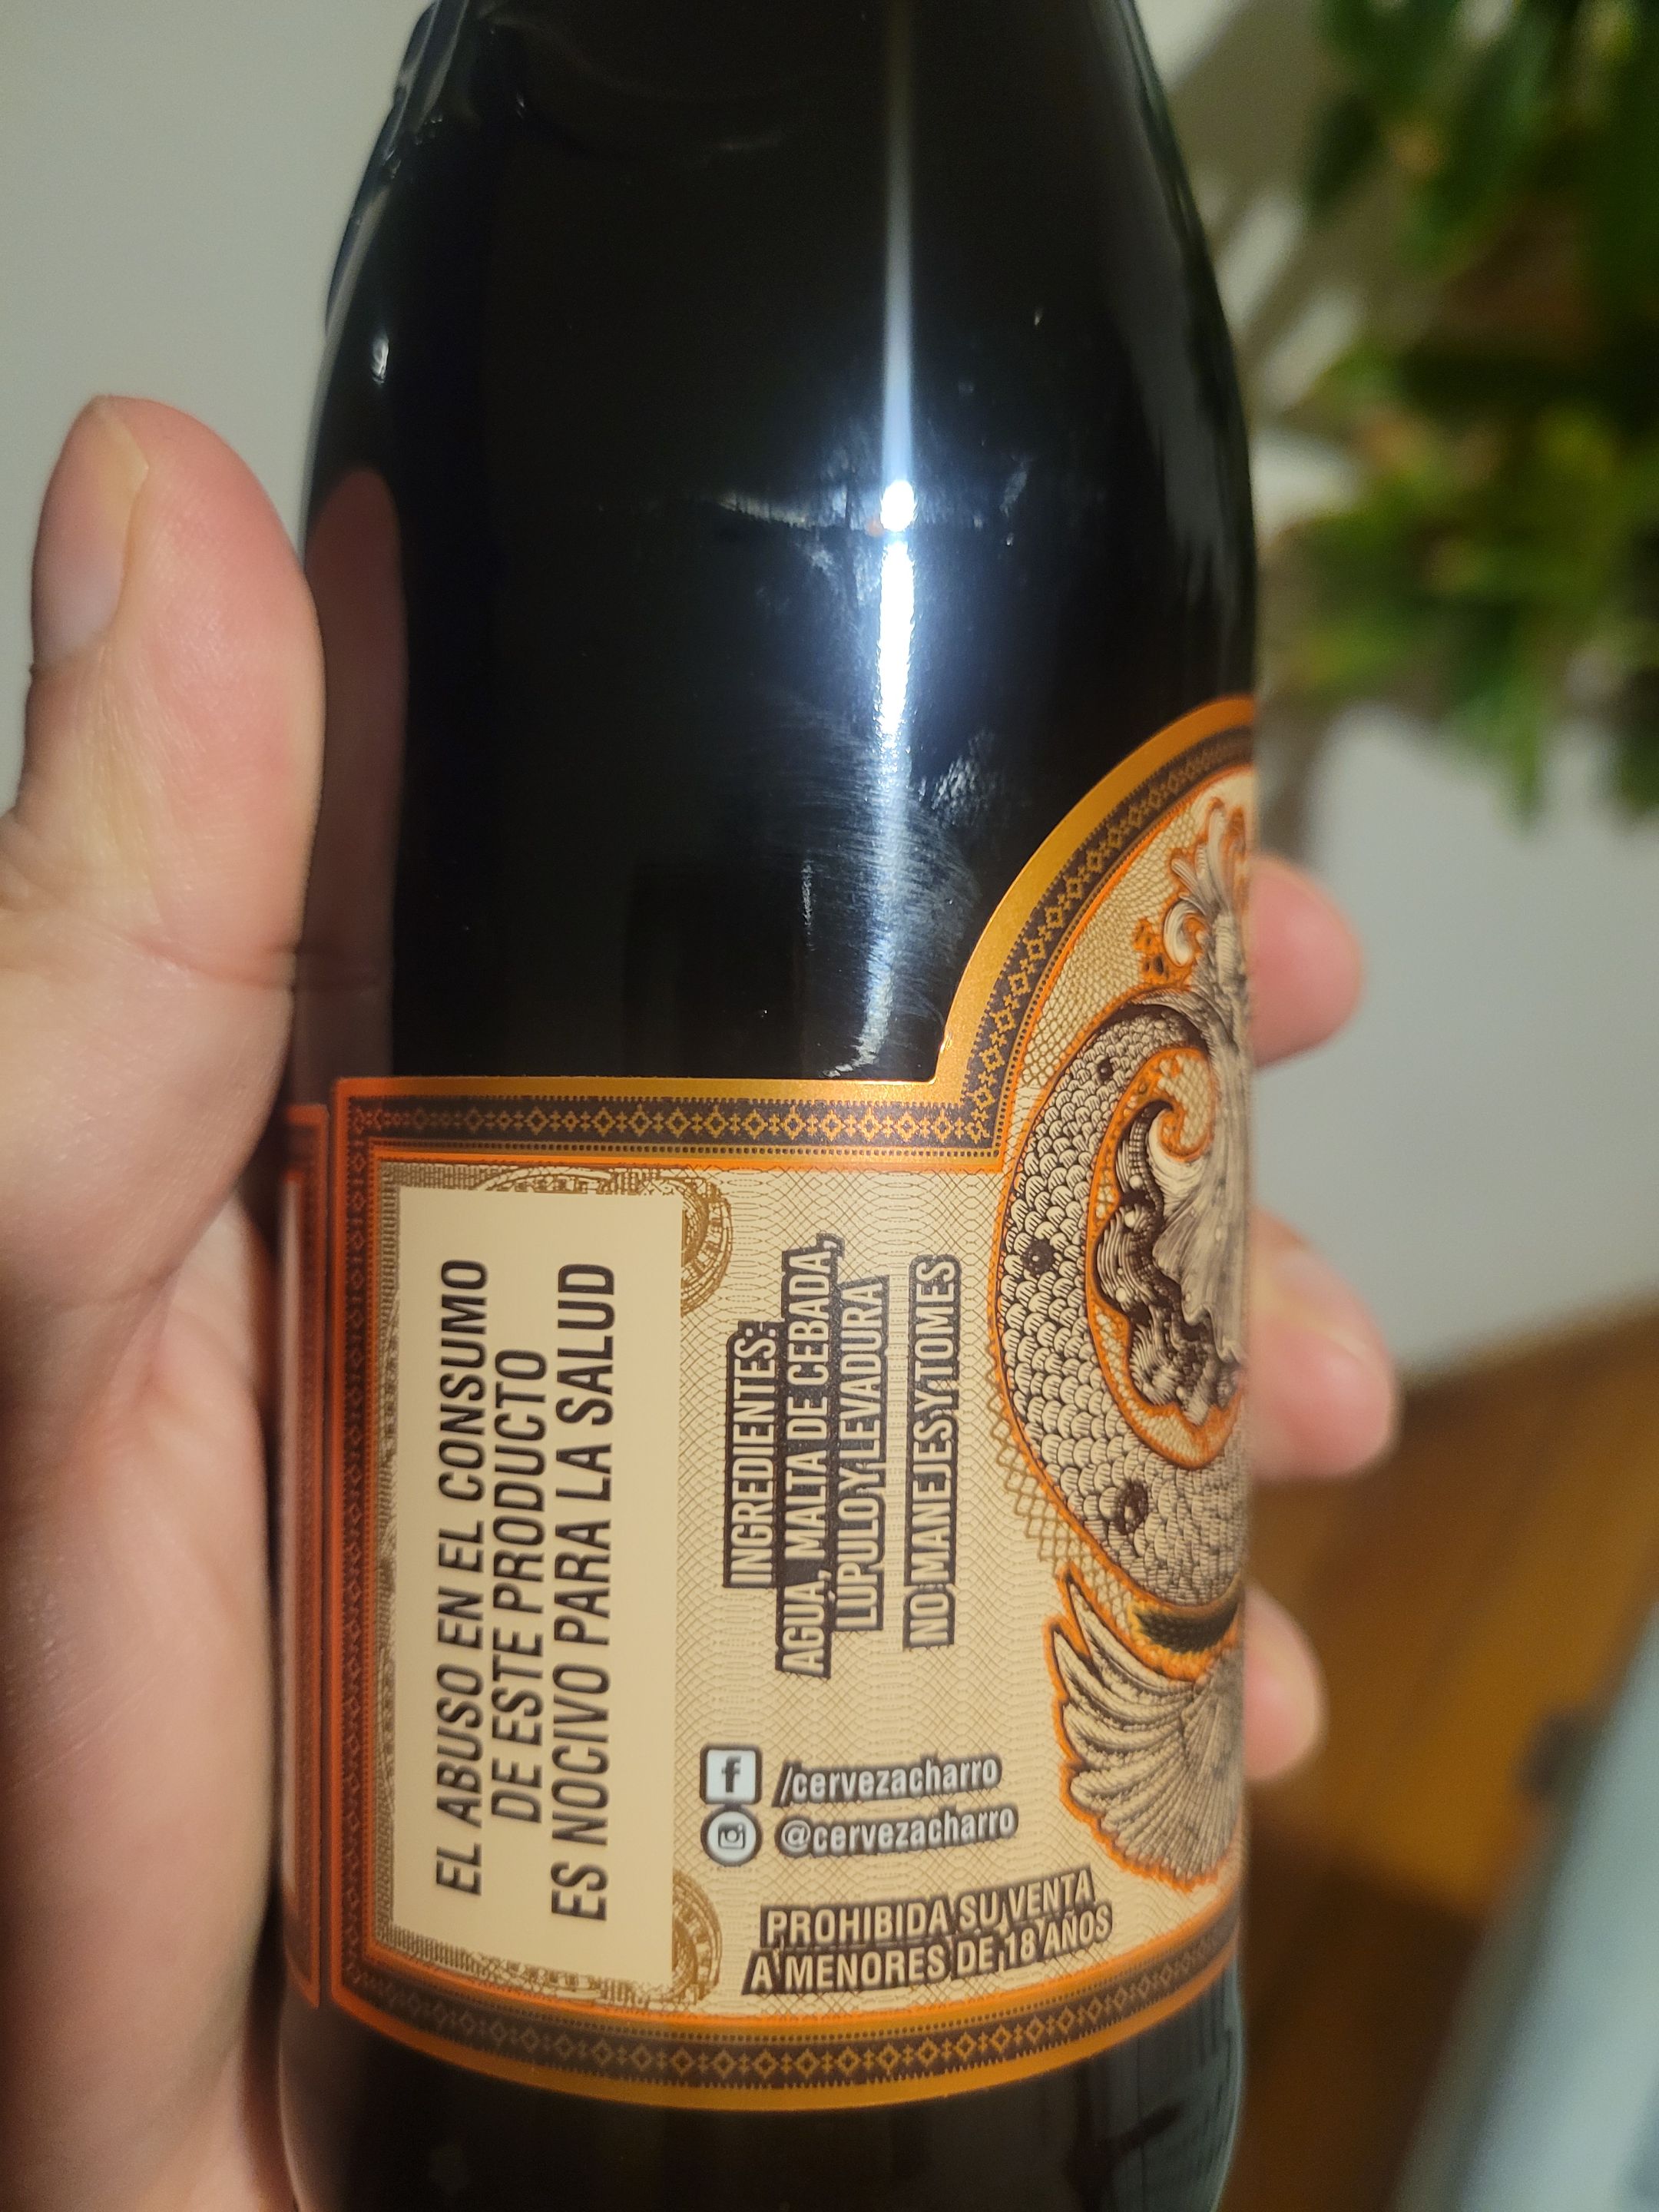 EL ABUSO EN EL CONSUMO
DE ESTE PRODUCTO
ES NOCIVO PARA LA SALUD
INGREDIENTES:
AGUA, MALTA DE CEBADA,
LUPULO Y LEVADURA
NO MANEJES Y TOMES
/cervezacharro
@cervezacharro
PROHIBIDA SU VENTA
A MENORES DE 18 AÑOS